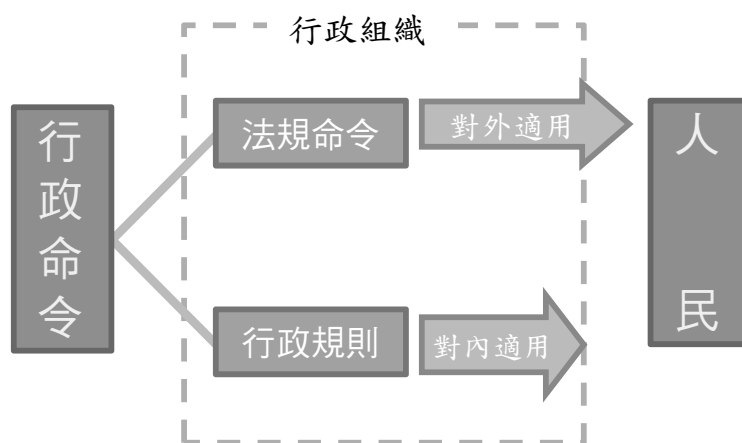 行政組織
行政命令
法規命令
對外適用
人民
行政規則
對內適用